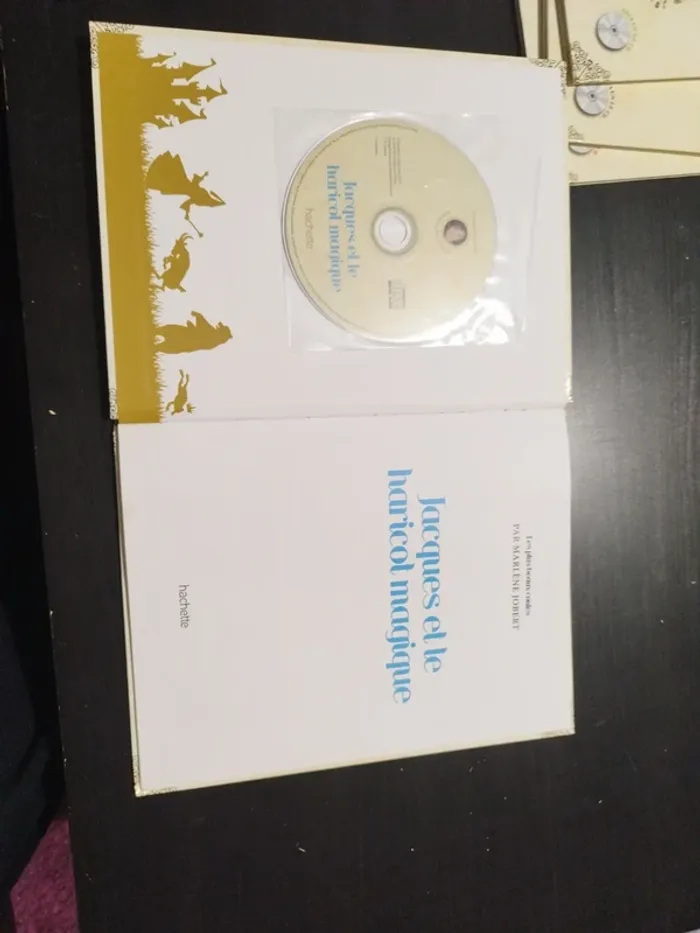 Jacques et le
haricot magique
hachette
Les plus beaux contes
PAR MARLÈNE JOBERT
Jacques et le
haricot magique
hachette